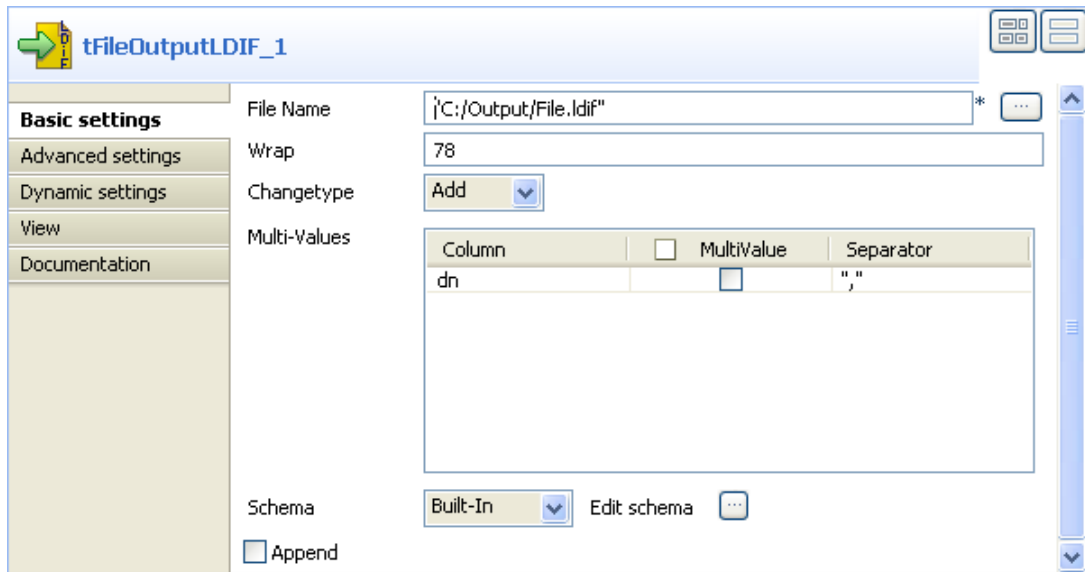 LDIF
tFileOutputLDIF_1
Basic settings
Advanced settings
Dynamic settings
View
Documentation
File Name "C:/Output/File.ldif" * ...
Wrap 78
Changetype Add
Multi-Values
Column MultiValue Separator
dn ","
Schema Built-In Edit schema ...
Append